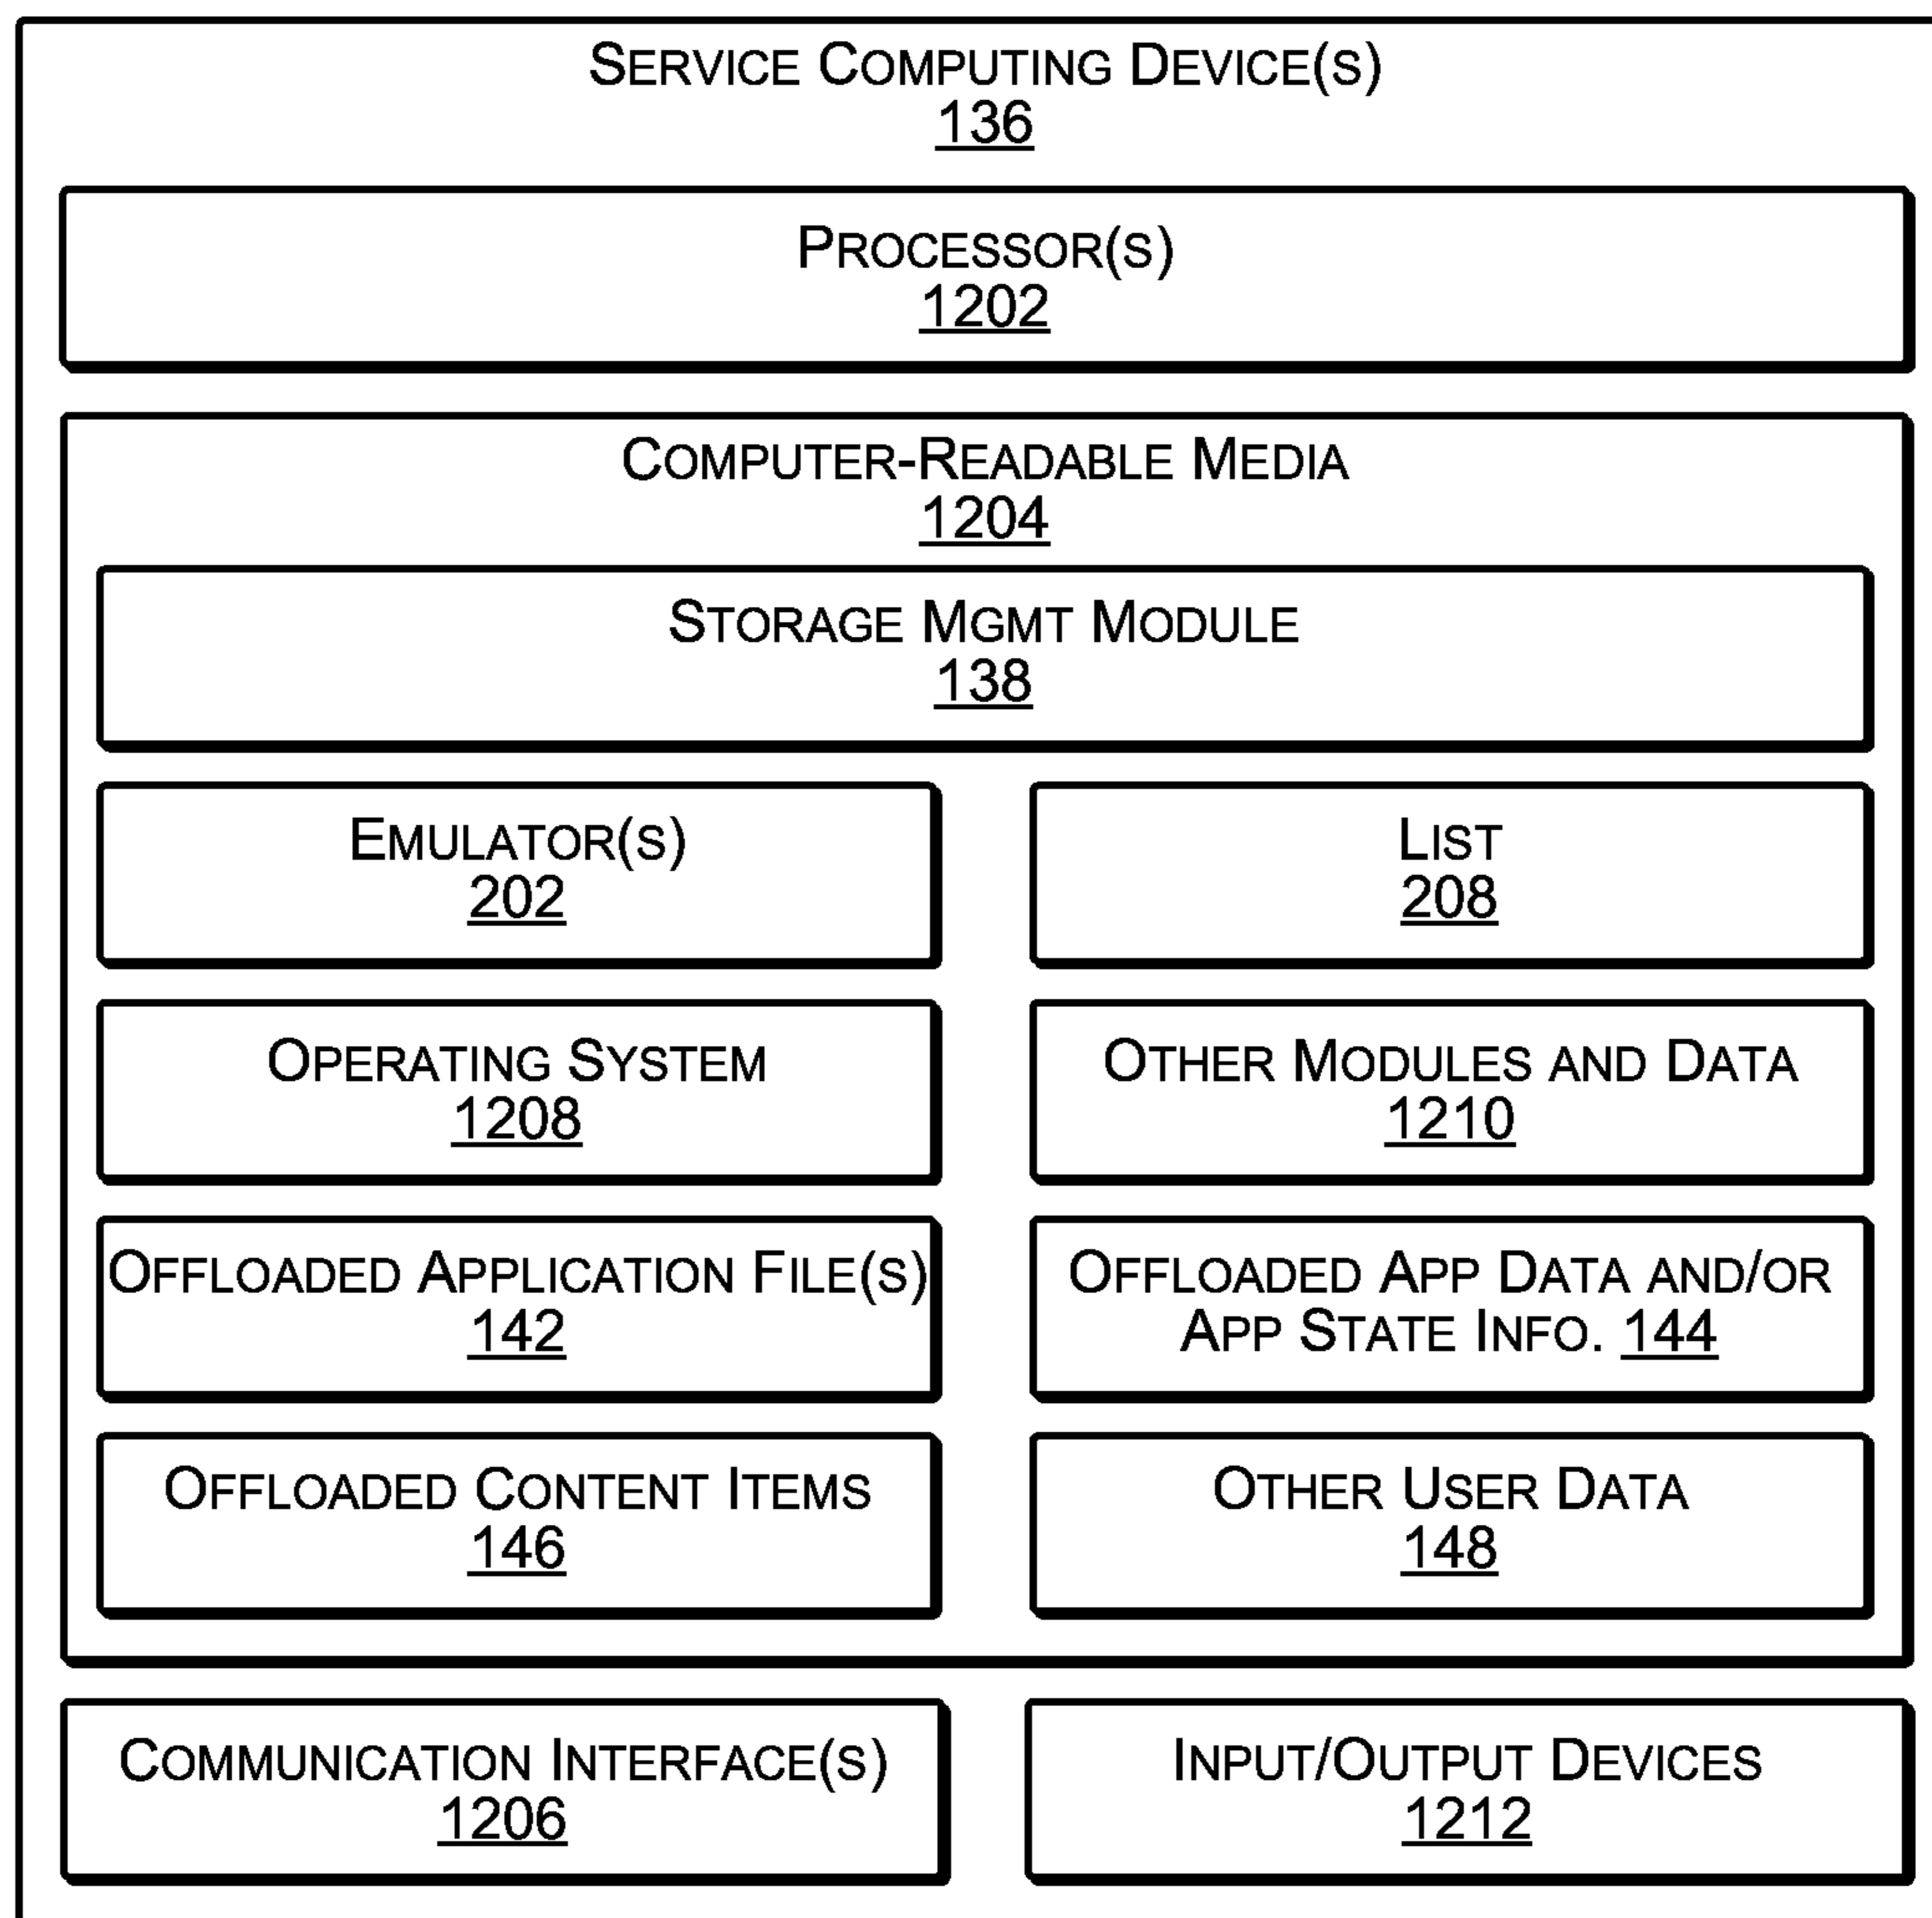 SERVICE COMPUTING DEVICE(S)
136
PROCESSOR(S)
1202
COMPUTER-READABLE MEDIA
1204
STORAGE MGMT MODULE
138
EMULATOR(S)
202
LIST
208
OPERATING SYSTEM
1208
OTHER MODULES AND DATA
1210
OFFLOADED APPLICATION FILE(S)
142
OFFLOADED APP DATA AND/OR
APP STATE INFO. 144
OFFLOADED CONTENT ITEMS
146
OTHER USER DATA
148
COMMUNICATION INTERFACE(S)
1206
INPUT/OUTPUT DEVICES
1212